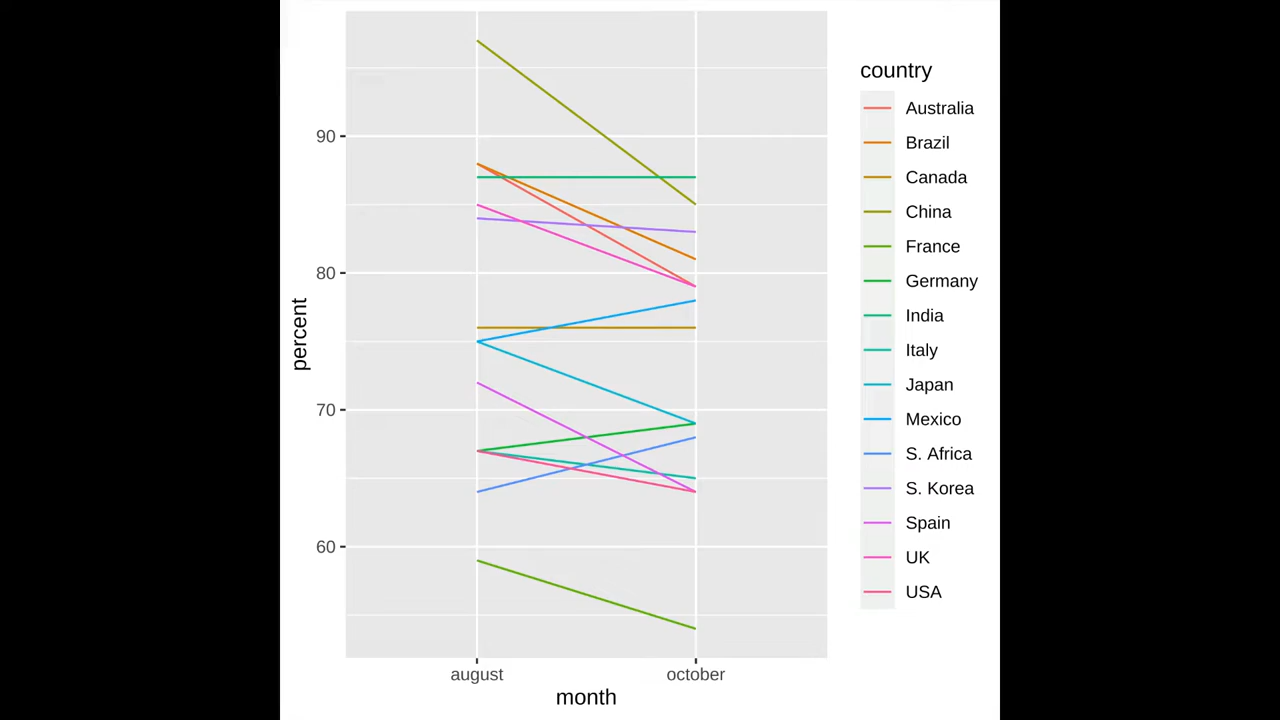 country
Australia
Brazil
Canada
China
France
Germany
India
Italy
Japan
Mexico
S. Africa
S. Korea
Spain
UK
USA
percent
90
80
70
60
august october
month